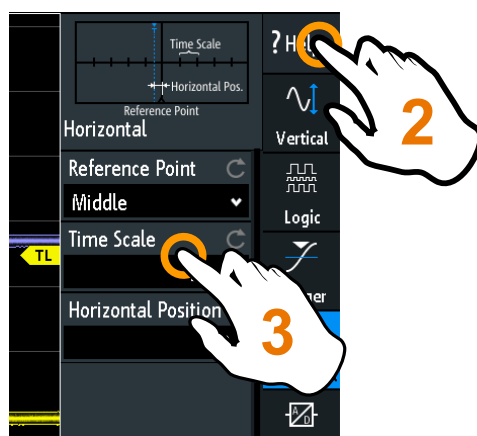 Time Scale
Horizontal Pos.
Reference Point
Horizontal
Reference Point
Middle
Time Scale
Horizontal Position
TL
? H
2
Vertical
Logic
er
3
A
D